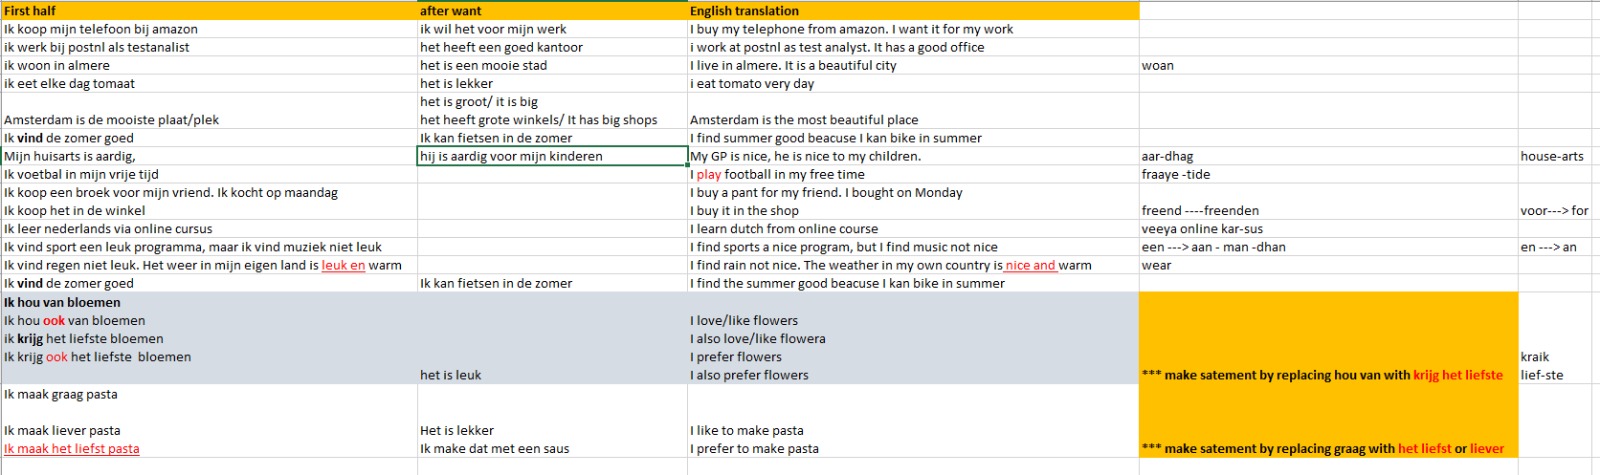 First half after want English translation
Ik koop mijn telefoon bij amazon ik wil het voor mijn werk I buy my telephone from amazon. I want it for my work
ik werk bij postnl als testanalist het heeft een goed kantoor i work at postnl as test analyst. It has a good office
ik woon in almere het is een mooie stad I live in almere. It is a beautiful city woan
ik eet elke dag tomaat het is lekker i eat tomato very day
het is groot/ it is big
Amsterdam is de mooiste plaat/plek het heeft grote winkels/ It has big shops Amsterdam is the most beautiful place
Ik vind de zomer goed Ik kan fietsen in de zomer I find summer good beacuse I kan bike in summer
Mijn huisarts is aardig, hij is aardig voor mijn kinderen My GP is nice, he is nice to my children. aar-dhag house-arts
Ik voetbal in mijn vrije tijd I play football in my free time fraaye -tide
Ik koop een broek voor mijn vriend. Ik kocht op maandag I buy a pant for my friend. I bought on Monday
Ik koop het in de winkel I buy it in the shop freend ----freenden voor---> for
Ik leer nederlands via online cursus I learn dutch from online course veeya online kar-sus
Ik vind sport een leuk programma, maar ik vind muziek niet leuk I find sports a nice program, but I find music not nice een ---> aan - man -dhan en ---> an
Ik vind regen niet leuk. Het weer in mijn eigen land is leuk en warm I find rain not nice. The weather in my own country is nice and warm wear
Ik vind de zomer goed Ik kan fietsen in de zomer I find the summer good beacuse I kan bike in summer
Ik hou van bloemen
Ik hou ook van bloemen I love/like flowers
ik krijg het liefste bloemen I also love/like flowera
Ik krijg ook het liefste bloemen I prefer flowers kraik
het is leuk I also prefer flowers *** make satement by replacing hou van with krijg het liefste lief-ste
Ik maak graag pasta
Ik maak liever pasta Het is lekker I like to make pasta
Ik maak het liefst pasta Ik make dat met een saus I prefer to make pasta *** make satement by replacing graag with het liefst or liever